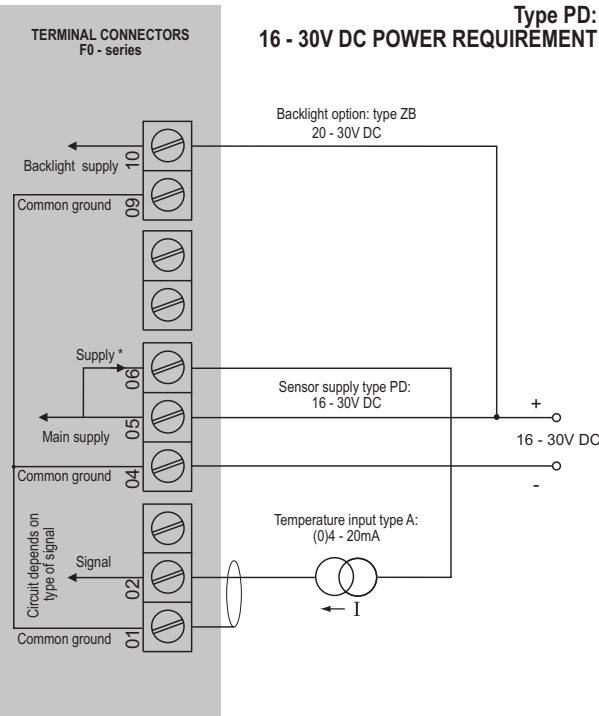 Type PD:
16 - 30V DC POWER REQUIREMENT
TERMINAL CONNECTORS
F0 - series
Backlight option: type ZB
20 - 30V DC
Backlight supply
10
Common ground
09
Supply *
06
Sensor supply type PD:
16 - 30V DC
Main supply
05
+
16 - 30V DC
Common ground
04
-
Circuit depends on
type of signal
Temperature input type A:
(0)4 - 20mA
Signal
02
I
Common ground
01